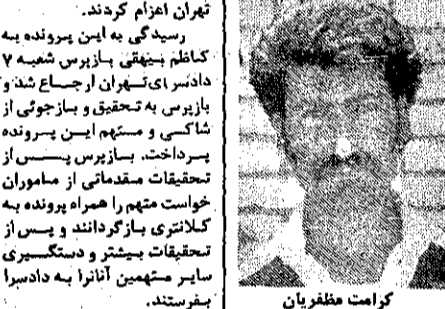 تهران اعزام کردند.
رسیدگی به این پرونده به
کاظم بیهقی بازپرس شعبه ۷
دادسرای تهران ارجاع شد و
بازپرس به تحقیق و بازجوئی از
شاکی و متهم این پرونده
پرداخت. بازپرس پس از
تحقیقات مقدماتی از ماموران
خواست متهم را همراه پرونده به
کلانتری بازگردانند و پس از
تحقیقات بیشتر و دستگیری
سایر متهمین آنانرا به دادسرا
بفرستند.
کرامت مظفریان